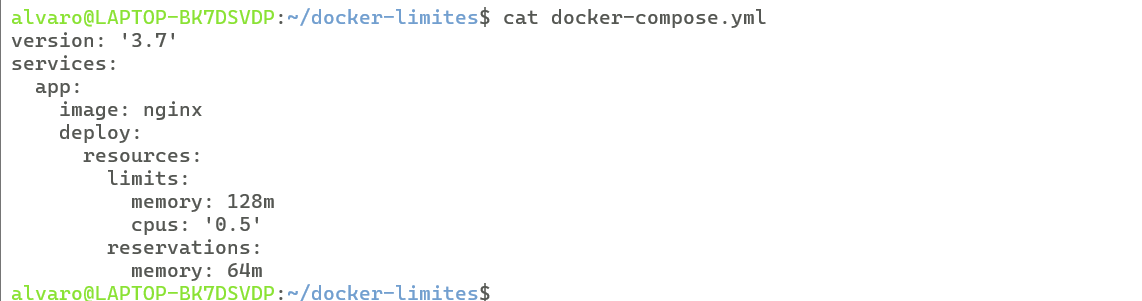 alvaro@LAPTOP-BK7DSVDP:~/docker-limites$ cat docker-compose.yml
version: '3.7'
services:
  app:
    image: nginx
    deploy:
      resources:
        limits:
          memory: 128m
          cpus: '0.5'
        reservations:
          memory: 64m
alvaro@LAPTOP-BK7DSVDP:~/docker-limites$